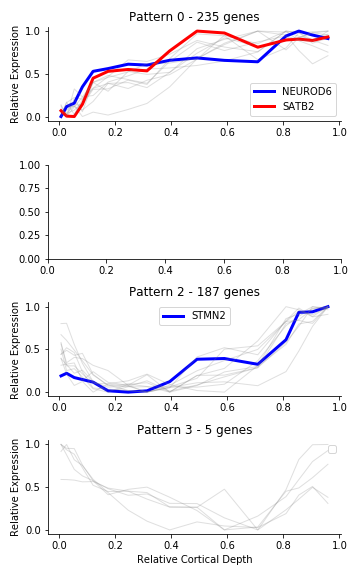 Pattern 0 - 235 genes
Relative Expression
1.0
0.5
0.0
NEUROD6
SATB2
0.0 0.2 0.4 0.6 0.8 1.0
1.00
0.75
0.50
0.25
0.00
0.0 0.2 0.4 0.6 0.8 1.0
Pattern 2 - 187 genes
Relative Expression
1.0
0.5
0.0
STMN2
0.0 0.2 0.4 0.6 0.8 1.0
Pattern 3 - 5 genes
Relative Expression
1.0
0.5
0.0
0.0 0.2 0.4 0.6 0.8 1.0
Relative Cortical Depth